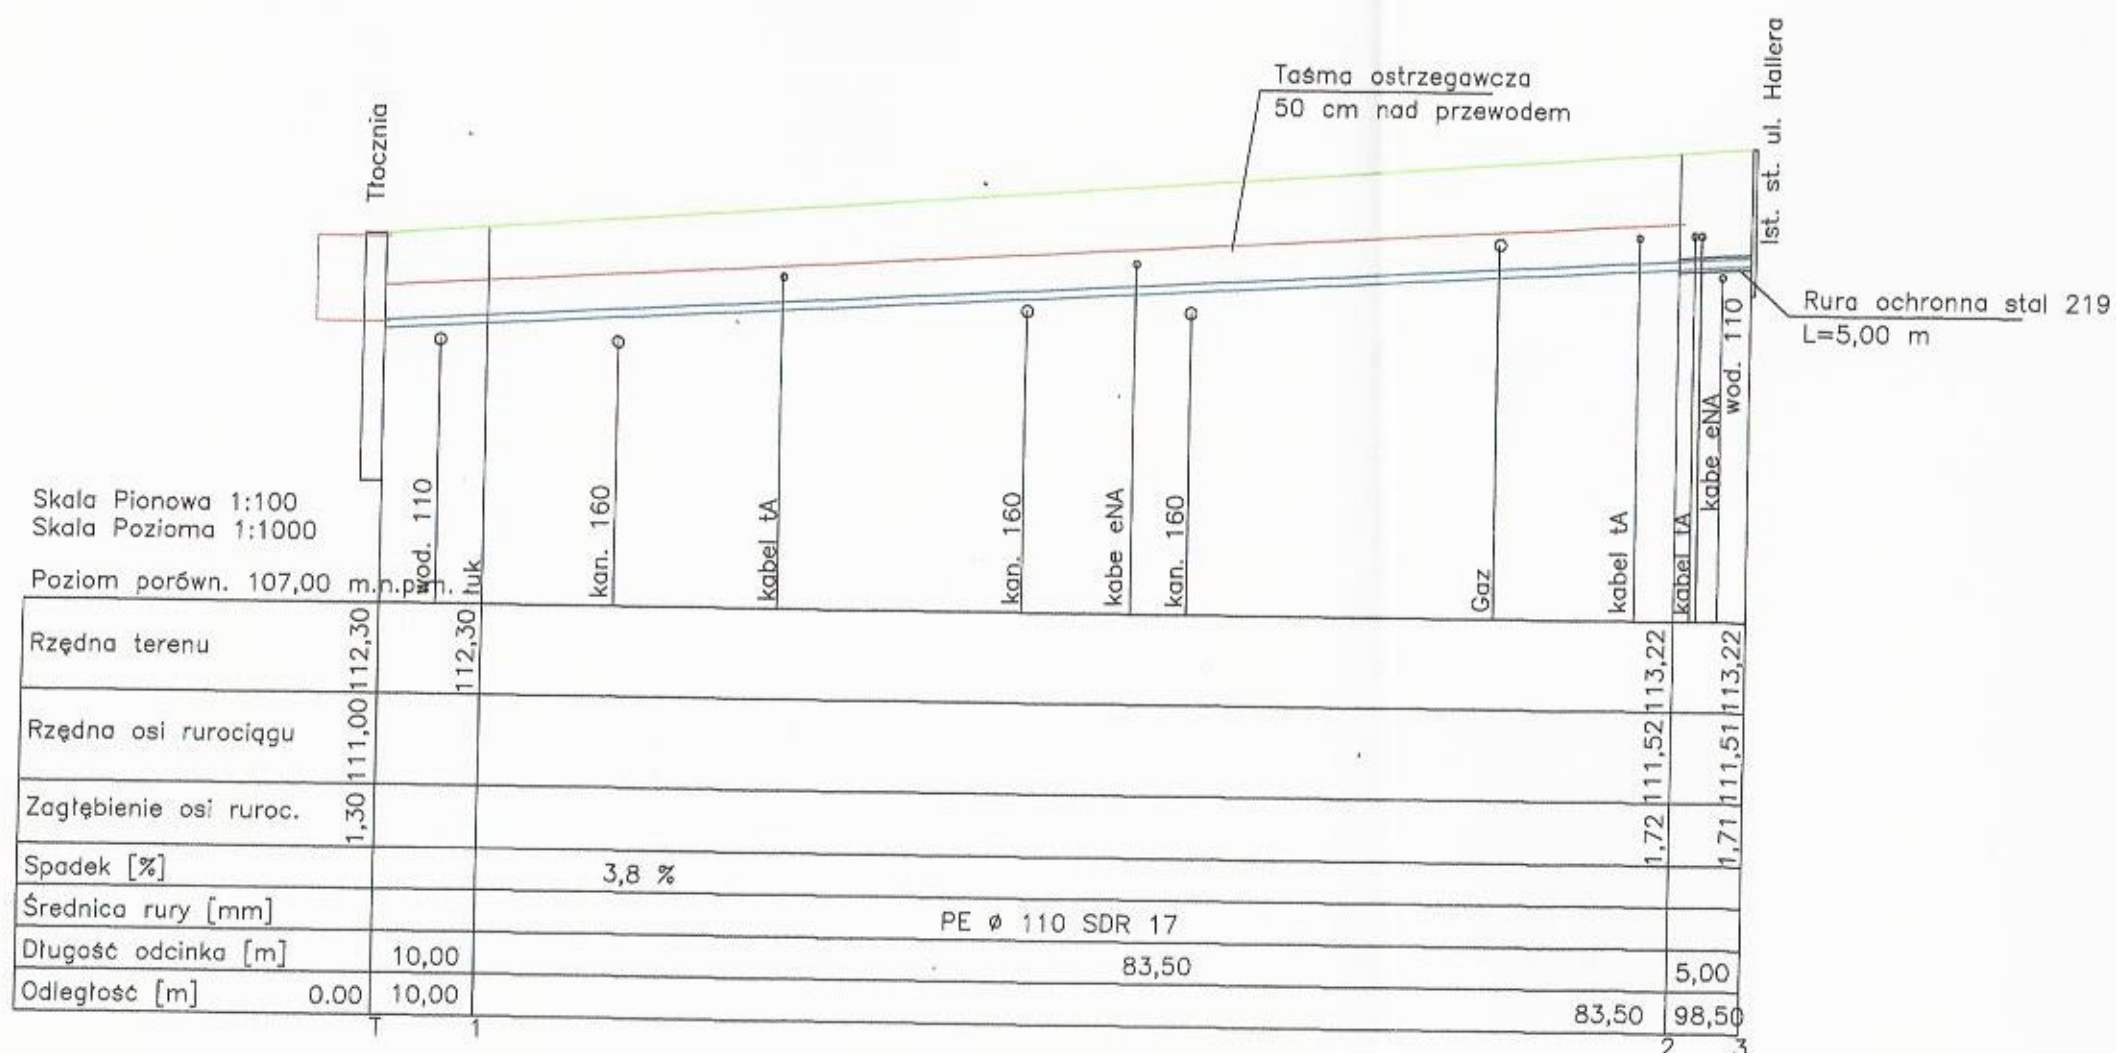 Tłocznia
Taśma ostrzegawcza
50 cm nad przewodem
Ist. st. ul. Hallera
Rura ochronna stal 219
L=5,00 m
Skala Pionowa 1:100
Skala Pozioma 1:1000
Poziom porówn. 107,00 m.n.p.m.
wod. 110
łuk
kan. 160
kabel tA
kan. 160
kabe eNA
kan. 160
Gaz
kabel tA
kabel tA
kabe eNA
wod. 110
Rzędna terenu 112,30 112,30 113,22 113,22
Rzędna osi rurociągu 111,00 111,52 111,51
Zagłębienie osi ruroc. 1,30 1,72 1,71
Spadek [%] 3,8 %
Średnica rury [mm] PE ø 110 SDR 17
Długość odcinka [m] 10,00 83,50 5,00
Odległość [m] 0.00 10,00 83,50 98,50
T 1 2 3